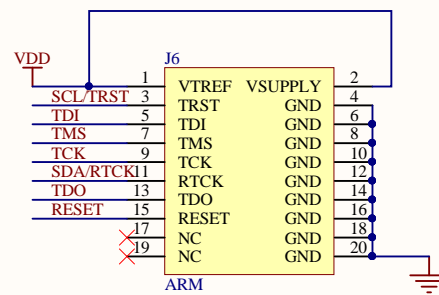 J6
VDD
1 VTREF VSUPPLY 2
SCL/TRST 3 TRST GND 4
TDI 5 TDI GND 6
TMS 7 TMS GND 8
TCK 9 TCK GND 10
SDA/RTCK 11 RTCK GND 12
TDO 13 TDO GND 14
RESET 15 RESET GND 16
17 NC GND 18
19 NC GND 20
ARM